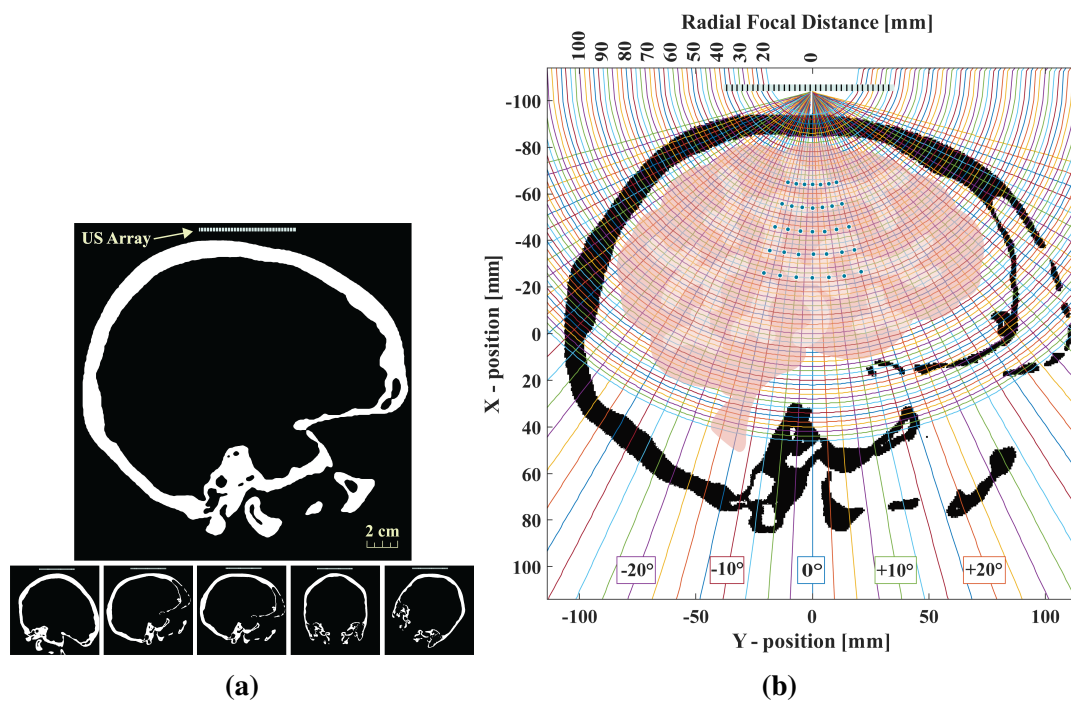 US Array
2 cm
(a)
Radial Focal Distance [mm]
100 90 80 70 60 50 40 30 20 0
X - position [mm]
-100
-80
-60
-40
-20
0
20
40
60
80
100
-20° -10° 0° +10° +20°
-100 -50 0 50 100
Y - position [mm]
(b)